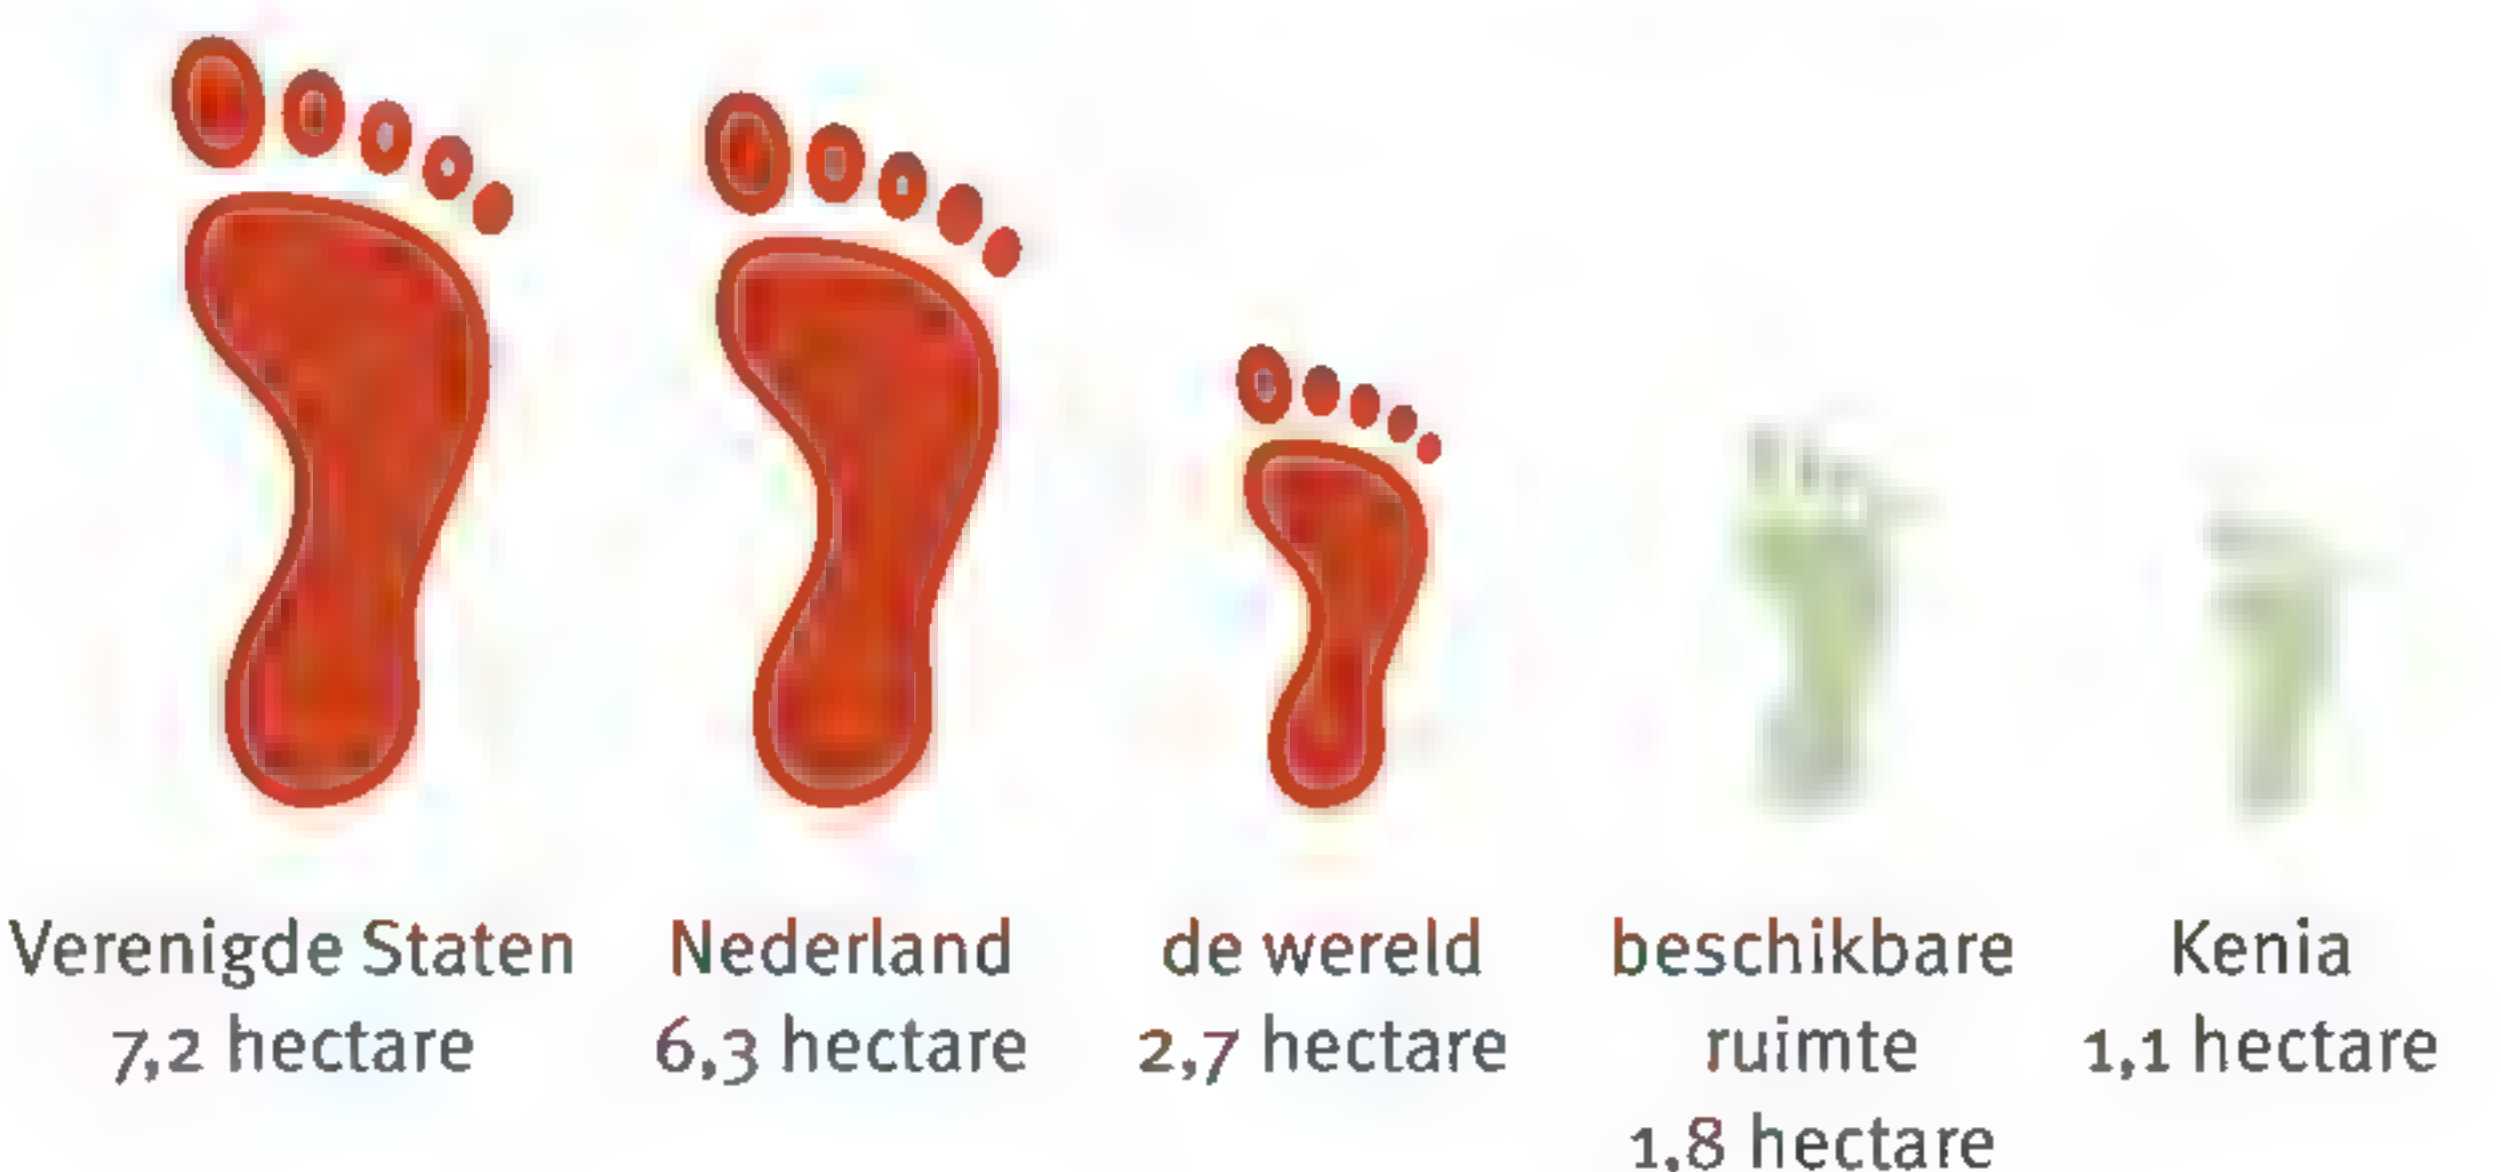 Verenigde Staten
7,2 hectare
Nederland
6,3 hectare
de wereld
2,7 hectare
beschikbare
ruimte
1,8 hectare
Kenia
1,1 hectare